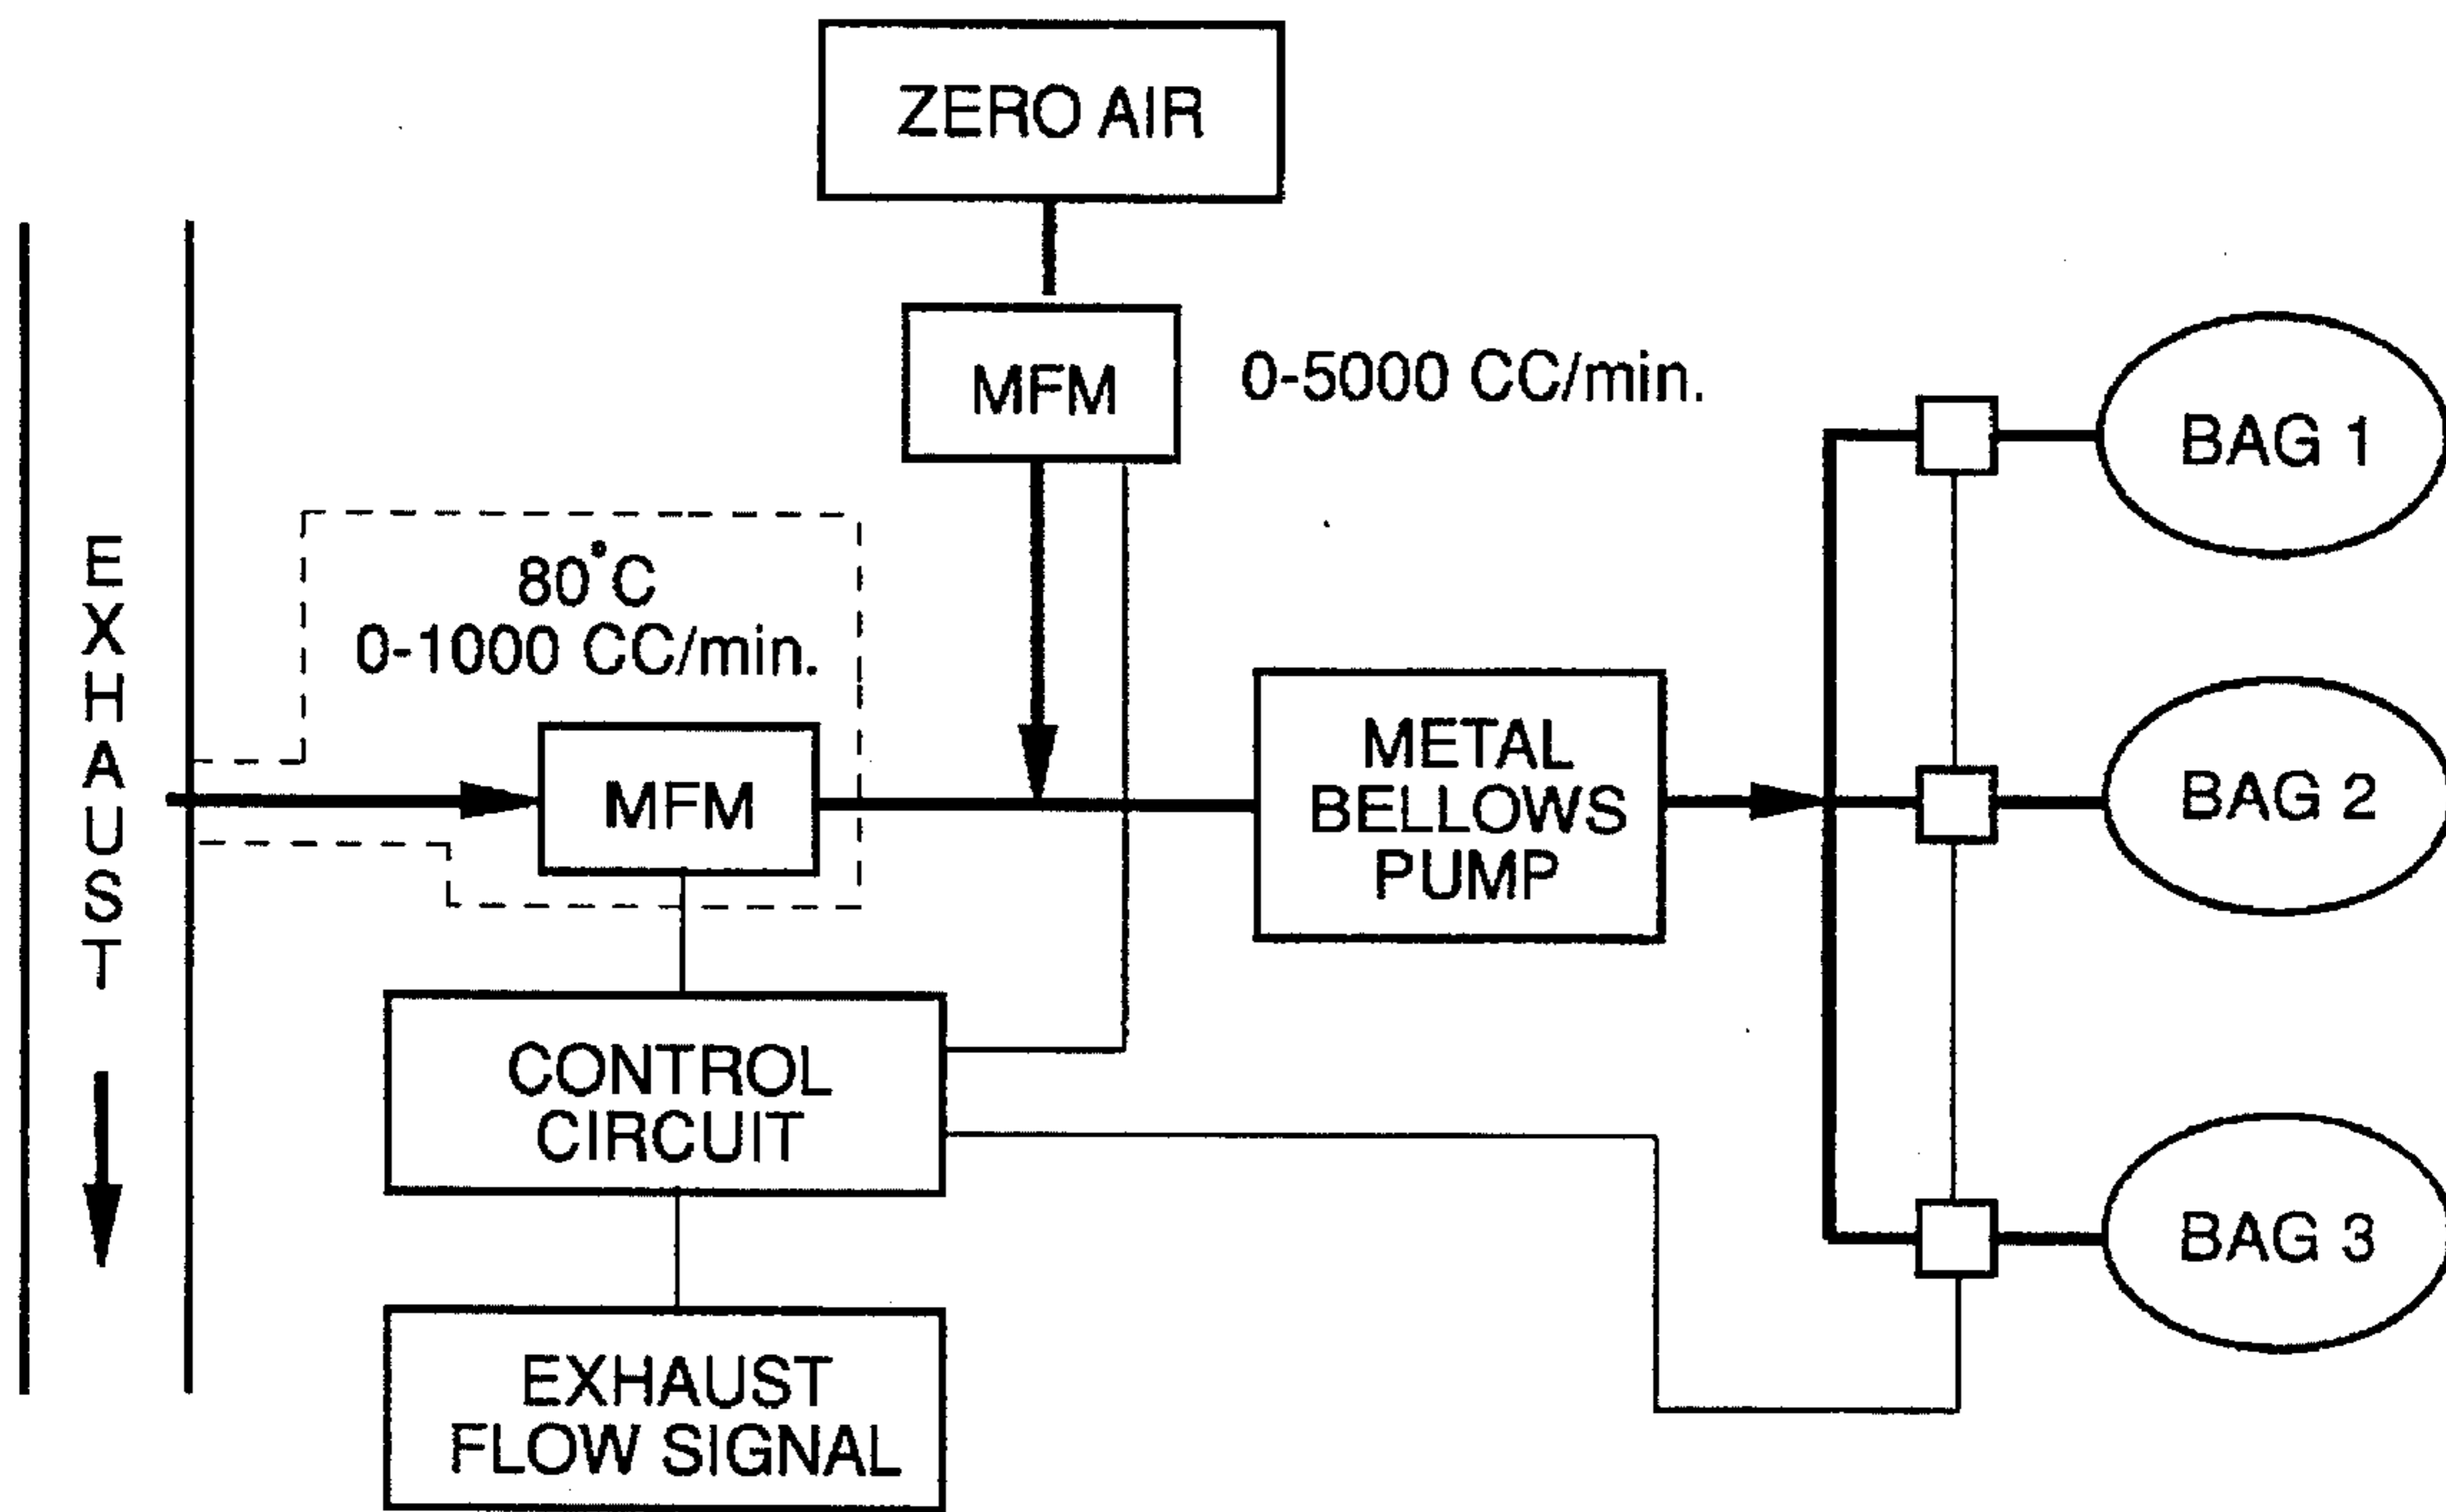 ZERO AIR
MFM
0-5000 CC/min.
BAG 1
80°C
0-1000 CC/min.
EXHAUST
MFM
METAL
BELLOWS
PUMP
BAG 2
CONTROL
CIRCUIT
BAG 3
EXHAUST
FLOW SIGNAL